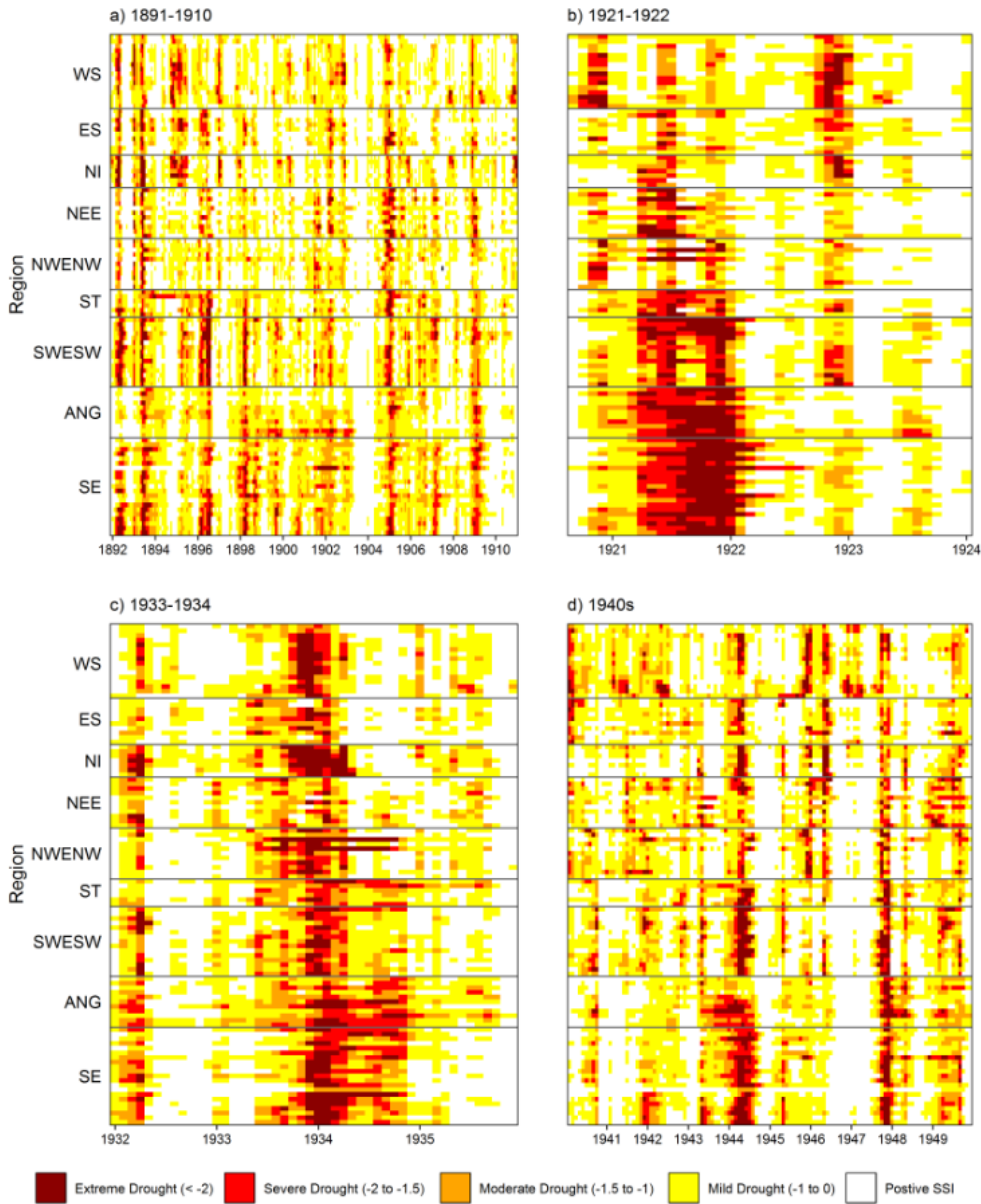 a) 1891-1910
b) 1921-1922
WS
ES
NI
NEE
NWENW
ST
SWESW
ANG
SE
Region
1892 1894 1896 1898 1900 1902 1904 1906 1908 1910
1921 1922 1923 1924
c) 1933-1934
d) 1940s
WS
ES
NI
NEE
NWENW
ST
SWESW
ANG
SE
Region
1932 1933 1934 1935
1941 1942 1943 1944 1945 1946 1947 1948 1949
Extreme Drought (< -2) Severe Drought (-2 to -1.5) Moderate Drought (-1.5 to -1) Mild Drought (-1 to 0) Postive SSI